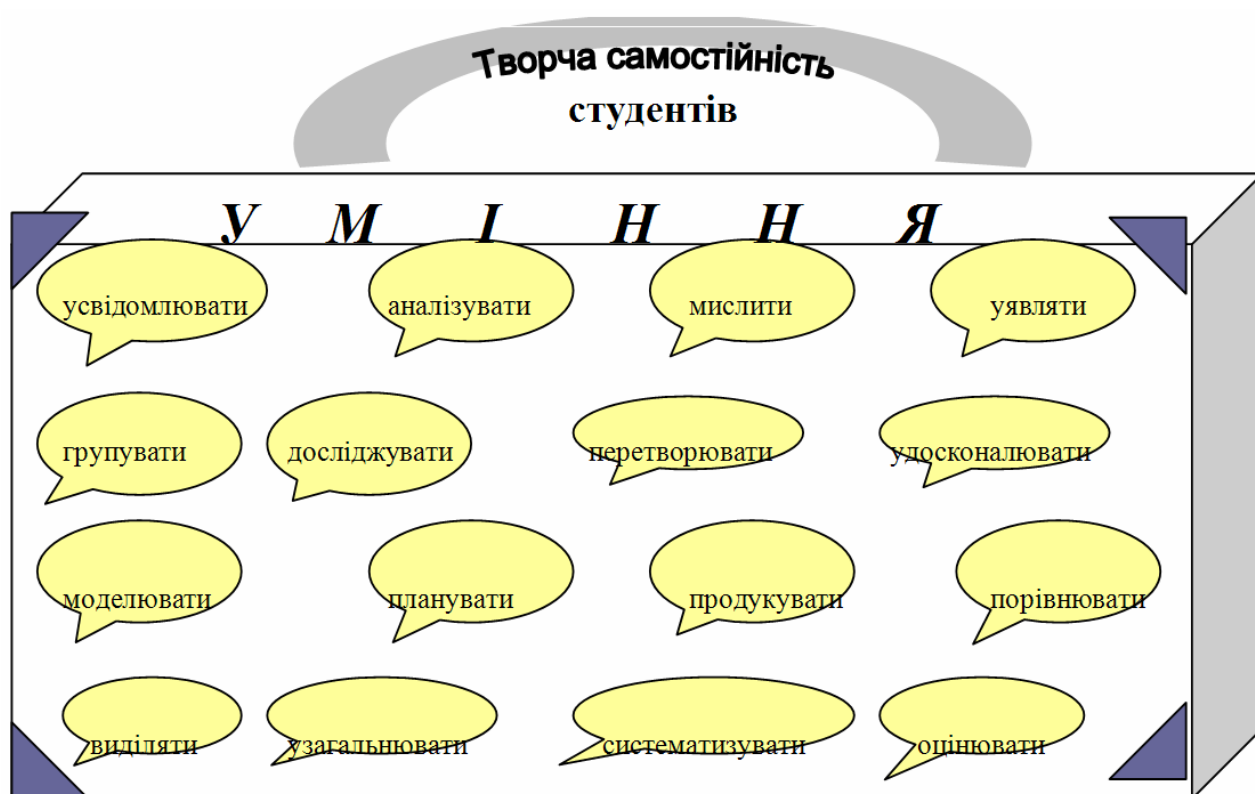 Творча самостійність
студентів
У М І Н Н Я
усвідомлювати аналізувати мислити уявляти
групувати досліджувати перетворювати удосконалювати
моделювати планувати продукувати порівнювати
виділяти узагальнювати систематизувати оцінювати